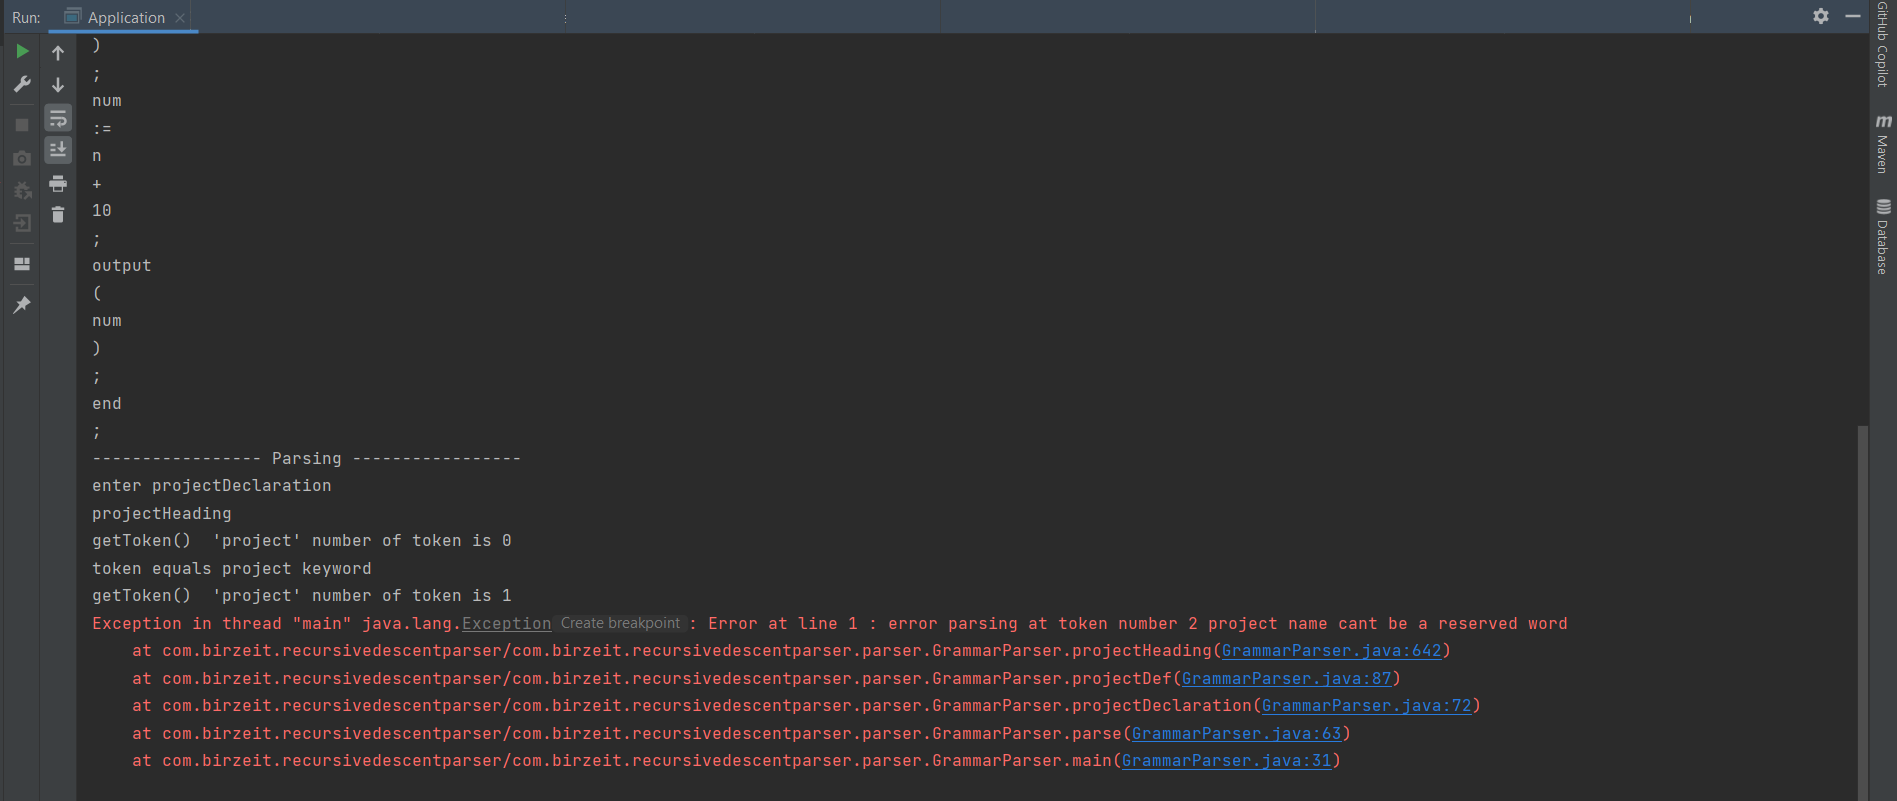 Run: Application
)
;
num
:=
n
+
10
;
output
(
num
)
;
end
;
----------------- Parsing -----------------
enter projectDeclaration
projectHeading
getToken()  'project' number of token is 0
token equals project keyword
getToken()  'project' number of token is 1
Exception in thread "main" java.lang.Exception Create breakpoint : Error at line 1 : error parsing at token number 2 project name cant be a reserved word
    at com.birzeit.recursivedescentparser/com.birzeit.recursivedescentparser.parser.GrammarParser.projectHeading(GrammarParser.java:642)
    at com.birzeit.recursivedescentparser/com.birzeit.recursivedescentparser.parser.GrammarParser.projectDef(GrammarParser.java:87)
    at com.birzeit.recursivedescentparser/com.birzeit.recursivedescentparser.parser.GrammarParser.projectDeclaration(GrammarParser.java:72)
    at com.birzeit.recursivedescentparser/com.birzeit.recursivedescentparser.parser.GrammarParser.parse(GrammarParser.java:63)
    at com.birzeit.recursivedescentparser/com.birzeit.recursivedescentparser.parser.GrammarParser.main(GrammarParser.java:31)
GitHub Copilot
m Maven
Database